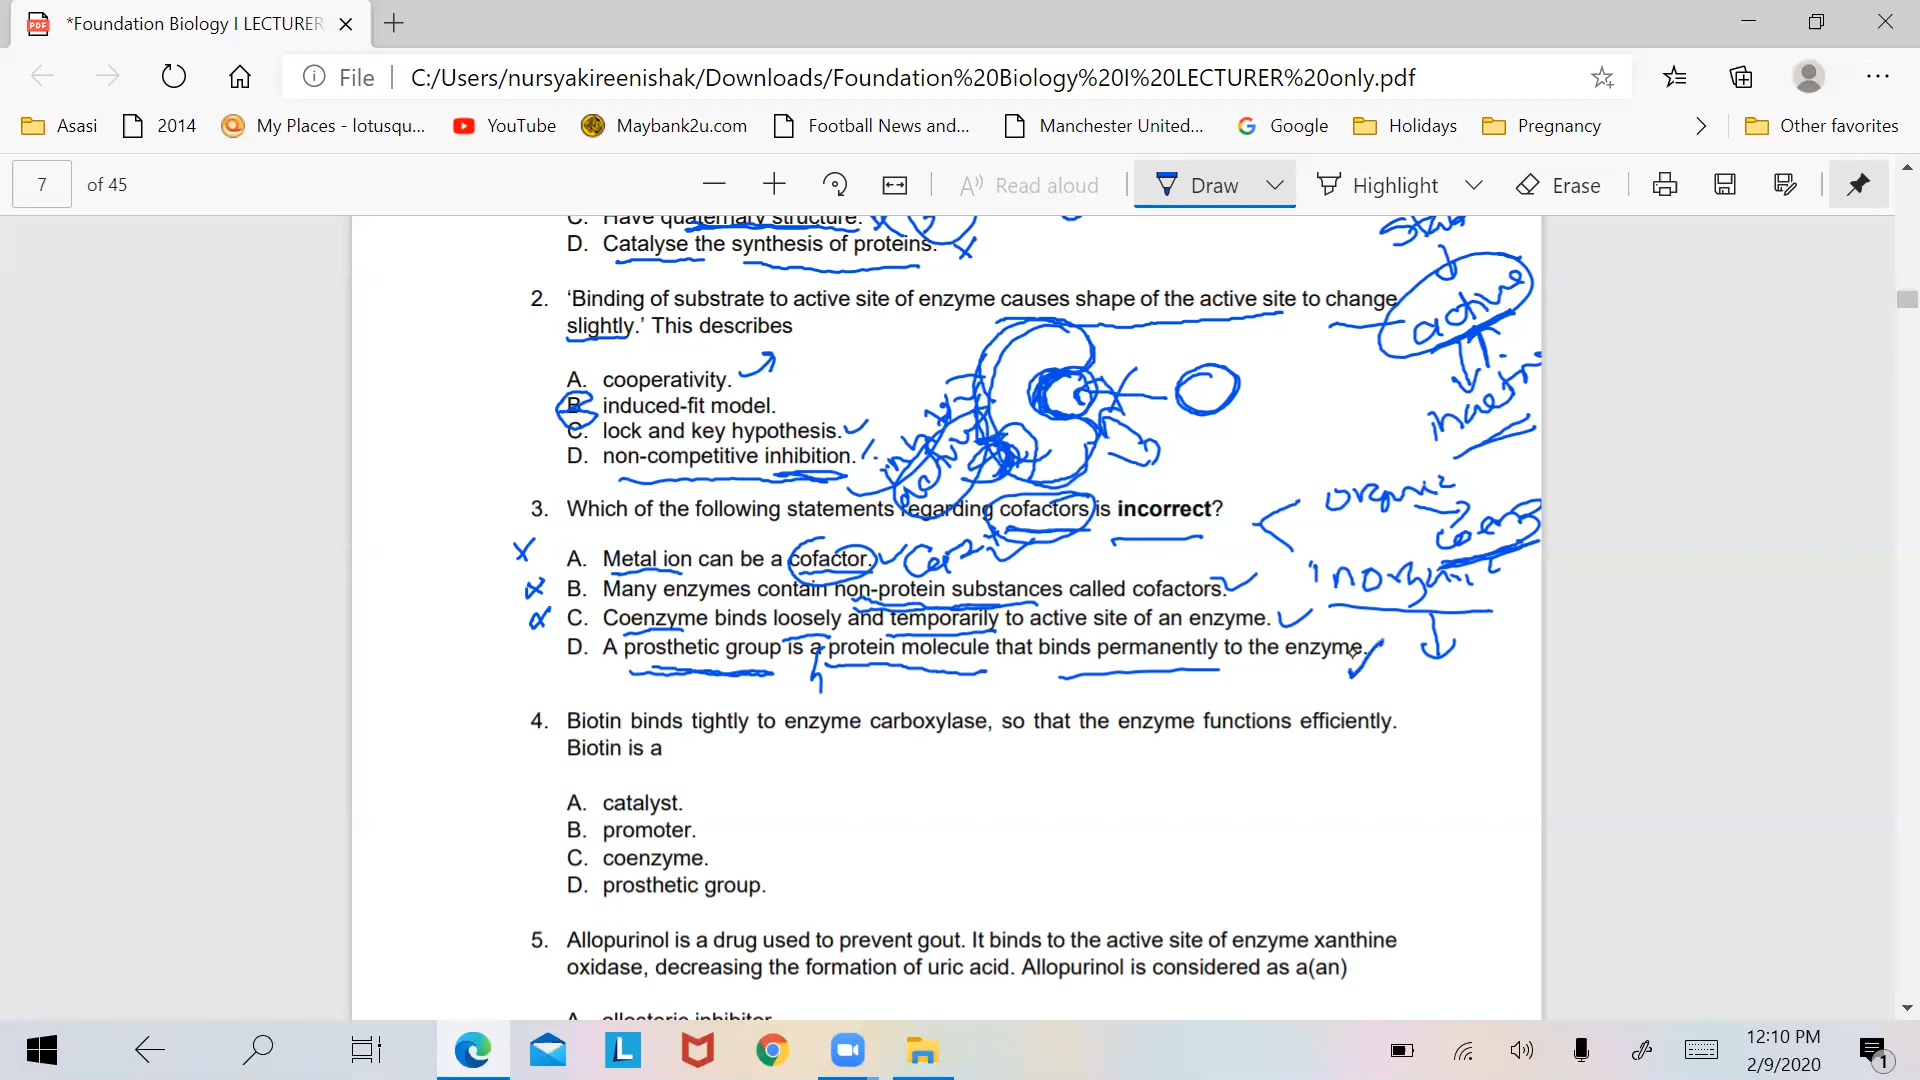 *Foundation Biology I LECTURER
File
C:/Users/nursyakireenishak/Downloads/Foundation%20Biology%20I%20LECTURER%20only.pdf
Asasi
2014
My Places - lotusqu...
YouTube
Maybank2u.com
Football News and...
Manchester United...
Google
Holidays
Pregnancy
Other favorites
7 of 45
Read aloud
Draw
Highlight
Erase
C. Have quaternary structure.
D. Catalyse the synthesis of proteins.
2. 'Binding of substrate to active site of enzyme causes shape of the active site to change
slightly.' This describes
active
A. cooperativity.
B. induced-fit model.
C. lock and key hypothesis.
D. non-competitive inhibition.
organic
3. Which of the following statements regarding cofactors is incorrect?
A. Metal ion can be a cofactor.
inorganic
B. Many enzymes contain non-protein substances called cofactors.
C. Coenzyme binds loosely and temporarily to active site of an enzyme.
D. A prosthetic group is a protein molecule that binds permanently to the enzyme.
4. Biotin binds tightly to enzyme carboxylase, so that the enzyme functions efficiently.
Biotin is a
A. catalyst.
B. promoter.
C. coenzyme.
D. prosthetic group.
5. Allopurinol is a drug used to prevent gout. It binds to the active site of enzyme xanthine
oxidase, decreasing the formation of uric acid. Allopurinol is considered as a(an)
A. allosteric inhibitor
12:10 PM
2/9/2020
1